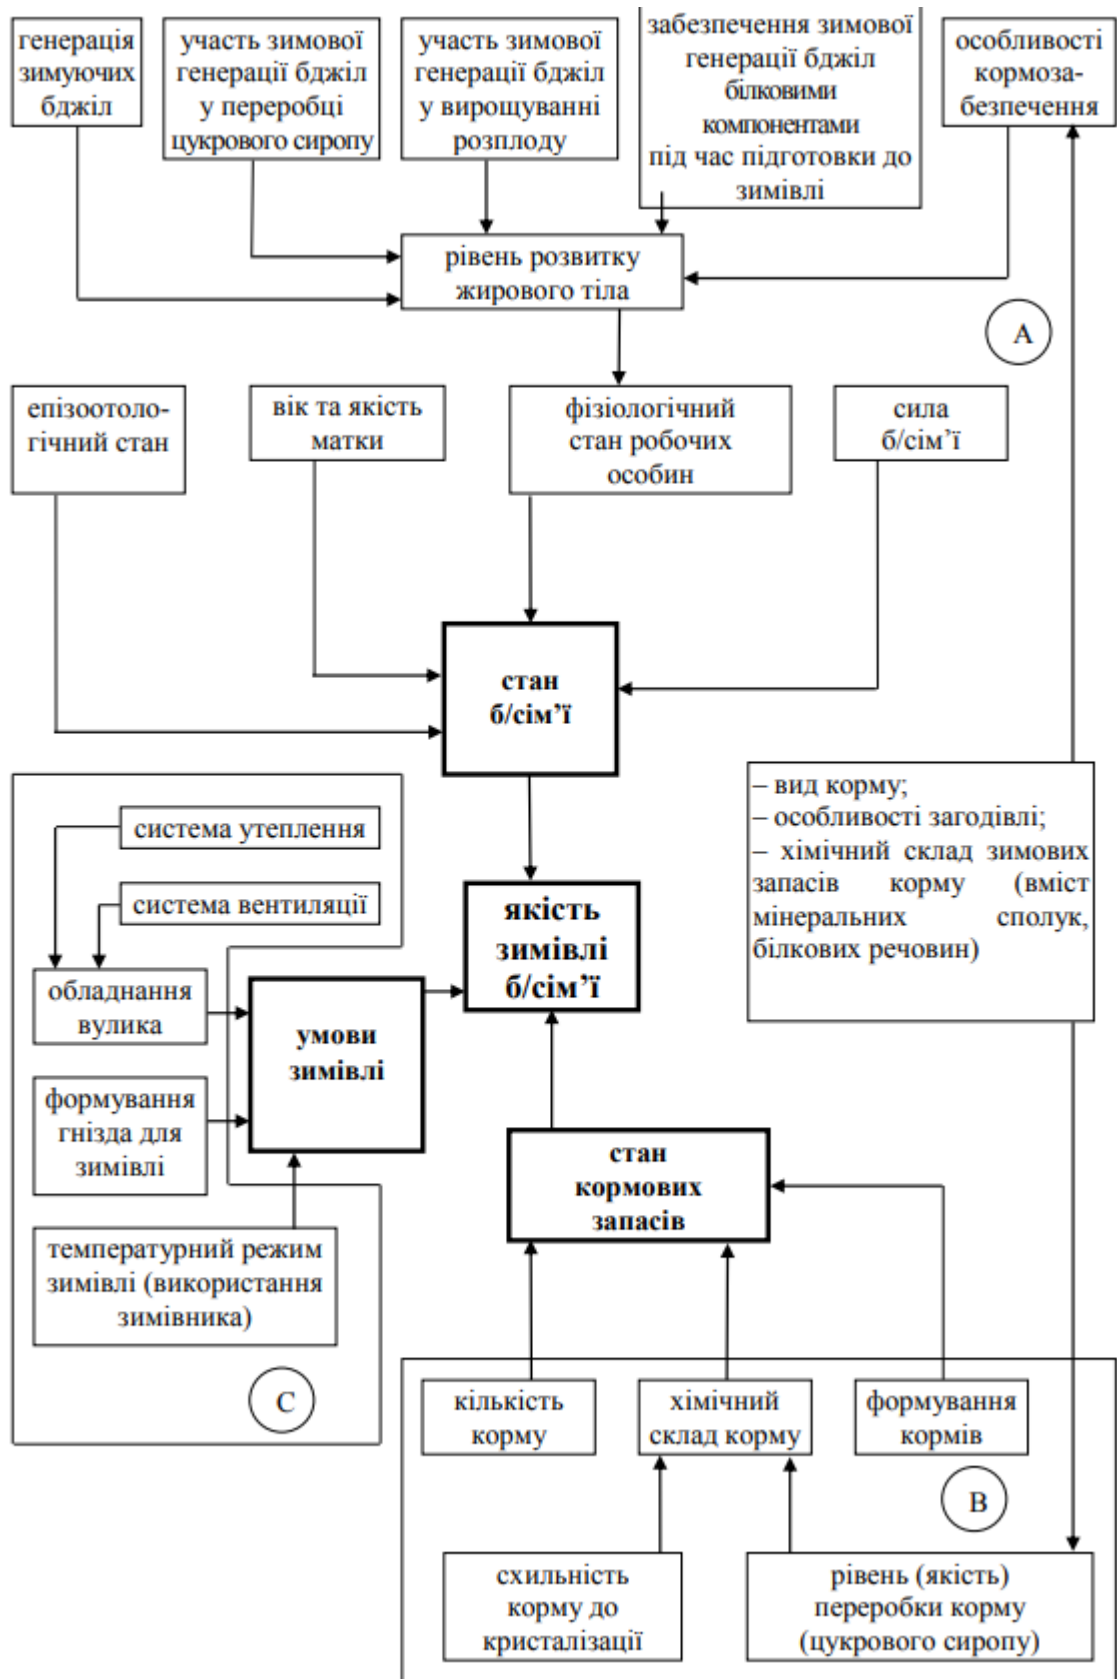 генерація
зимуючих
бджіл
участь зимової
генерації бджіл
у переробці
цукрового сиропу
участь зимової
генерації бджіл
у вирощуванні
розплоду
забезпечення зимової
генерації бджіл
білковими
компонентами
під час підготовки до
зимівлі
особливості
кормоза-
безпечення
рівень розвитку
жирового тіла
А
епізоотоло-
гічний стан
вік та якість
матки
фізіологічний
стан робочих
особин
сила
б/сім’ї
стан
б/сім’ї
– вид корму;
– особливості загодівлі;
– хімічний склад зимових
запасів корму (вміст
мінеральних сполук,
білкових речовин)
система утеплення
система вентиляції
обладнання
вулика
формування
гнізда для
зимівлі
температурний режим
зимівлі (використання
зимівника)
умови
зимівлі
С
якість
зимівлі
б/сім’ї
стан
кормових
запасів
кількість
корму
хімічний
склад корму
формування
кормів
В
схильність
корму до
кристалізації
рівень (якість)
переробки корму
(цукрового сиропу)